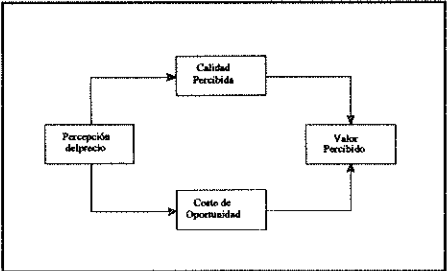 Calidad
Percibida
Percepción
delprecio
Valor
Percibido
Costo de
Oportunidad